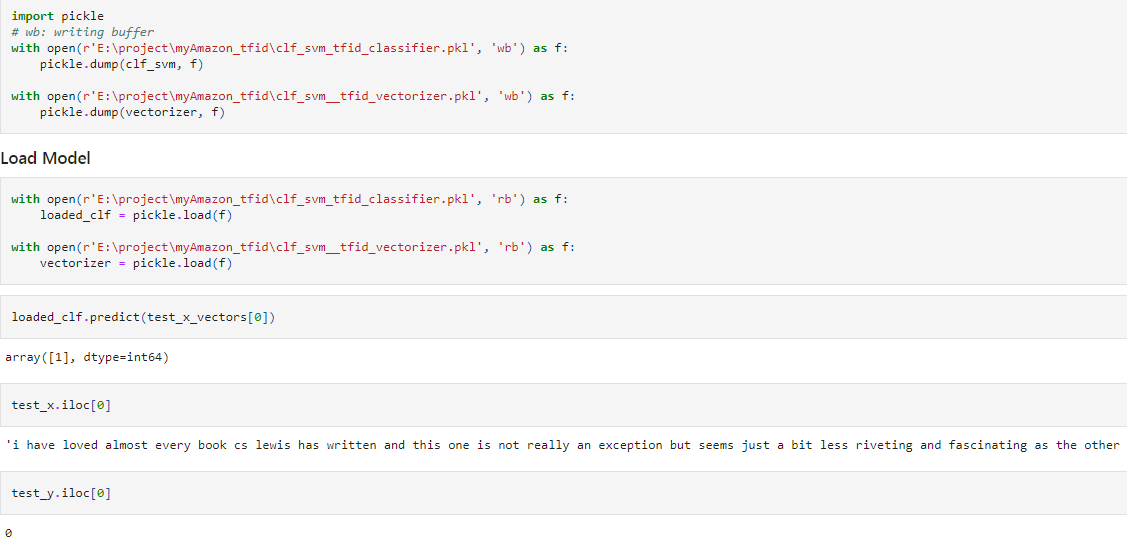 import pickle
# wb: writing buffer
with open(r'E:\project\myAmazon_tfid\clf_svm_tfid_classifier.pkl', 'wb') as f:
    pickle.dump(clf_svm, f)
with open(r'E:\project\myAmazon_tfid\clf_svm__tfid_vectorizer.pkl', 'wb') as f:
    pickle.dump(vectorizer, f)
Load Model
with open(r'E:\project\myAmazon_tfid\clf_svm_tfid_classifier.pkl', 'rb') as f:
    loaded_clf = pickle.load(f)
with open(r'E:\project\myAmazon_tfid\clf_svm__tfid_vectorizer.pkl', 'rb') as f:
    vectorizer = pickle.load(f)
loaded_clf.predict(test_x_vectors[0])
array([1], dtype=int64)
test_x.iloc[0]
'i have loved almost every book cs lewis has written and this one is not really an exception but seems just a bit less riveting and fascinating as the other
test_y.iloc[0]
0